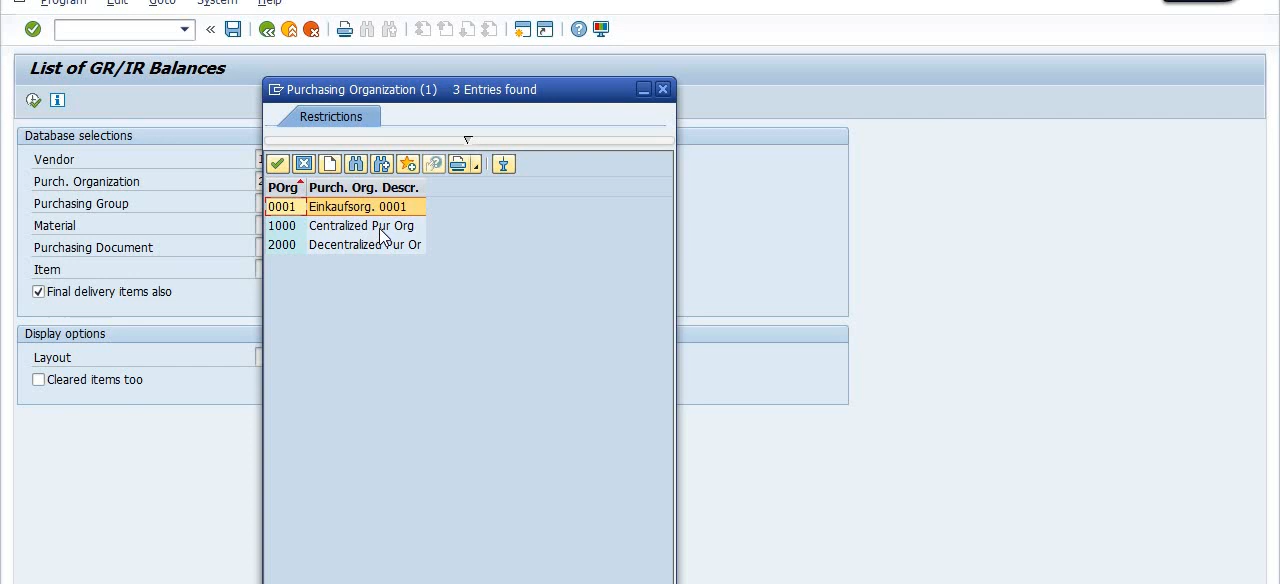 Program Edit Goto System Help
List of GR/IR Balances
Purchasing Organization (1) 3 Entries found
Restrictions
Database selections
Vendor
Purch. Organization
Purchasing Group
Material
Purchasing Document
Item
Final delivery items also
Display options
Layout
Cleared items too
POrg Purch. Org. Descr.
0001 Einkaufsorg. 0001
1000 Centralized Pur Org
2000 Decentralized Pur Or